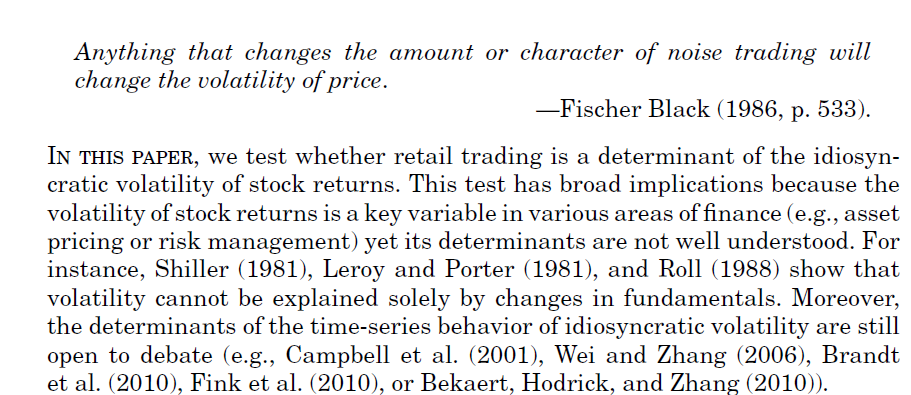 Anything that changes the amount or character of noise trading will
change the volatility of price.
—Fischer Black (1986, p. 533).
IN THIS PAPER, we test whether retail trading is a determinant of the idiosyn-
cratic volatility of stock returns. This test has broad implications because the
volatility of stock returns is a key variable in various areas of finance (e.g., asset
pricing or risk management) yet its determinants are not well understood. For
instance, Shiller (1981), Leroy and Porter (1981), and Roll (1988) show that
volatility cannot be explained solely by changes in fundamentals. Moreover,
the determinants of the time-series behavior of idiosyncratic volatility are still
open to debate (e.g., Campbell et al. (2001), Wei and Zhang (2006), Brandt
et al. (2010), Fink et al. (2010), or Bekaert, Hodrick, and Zhang (2010)).